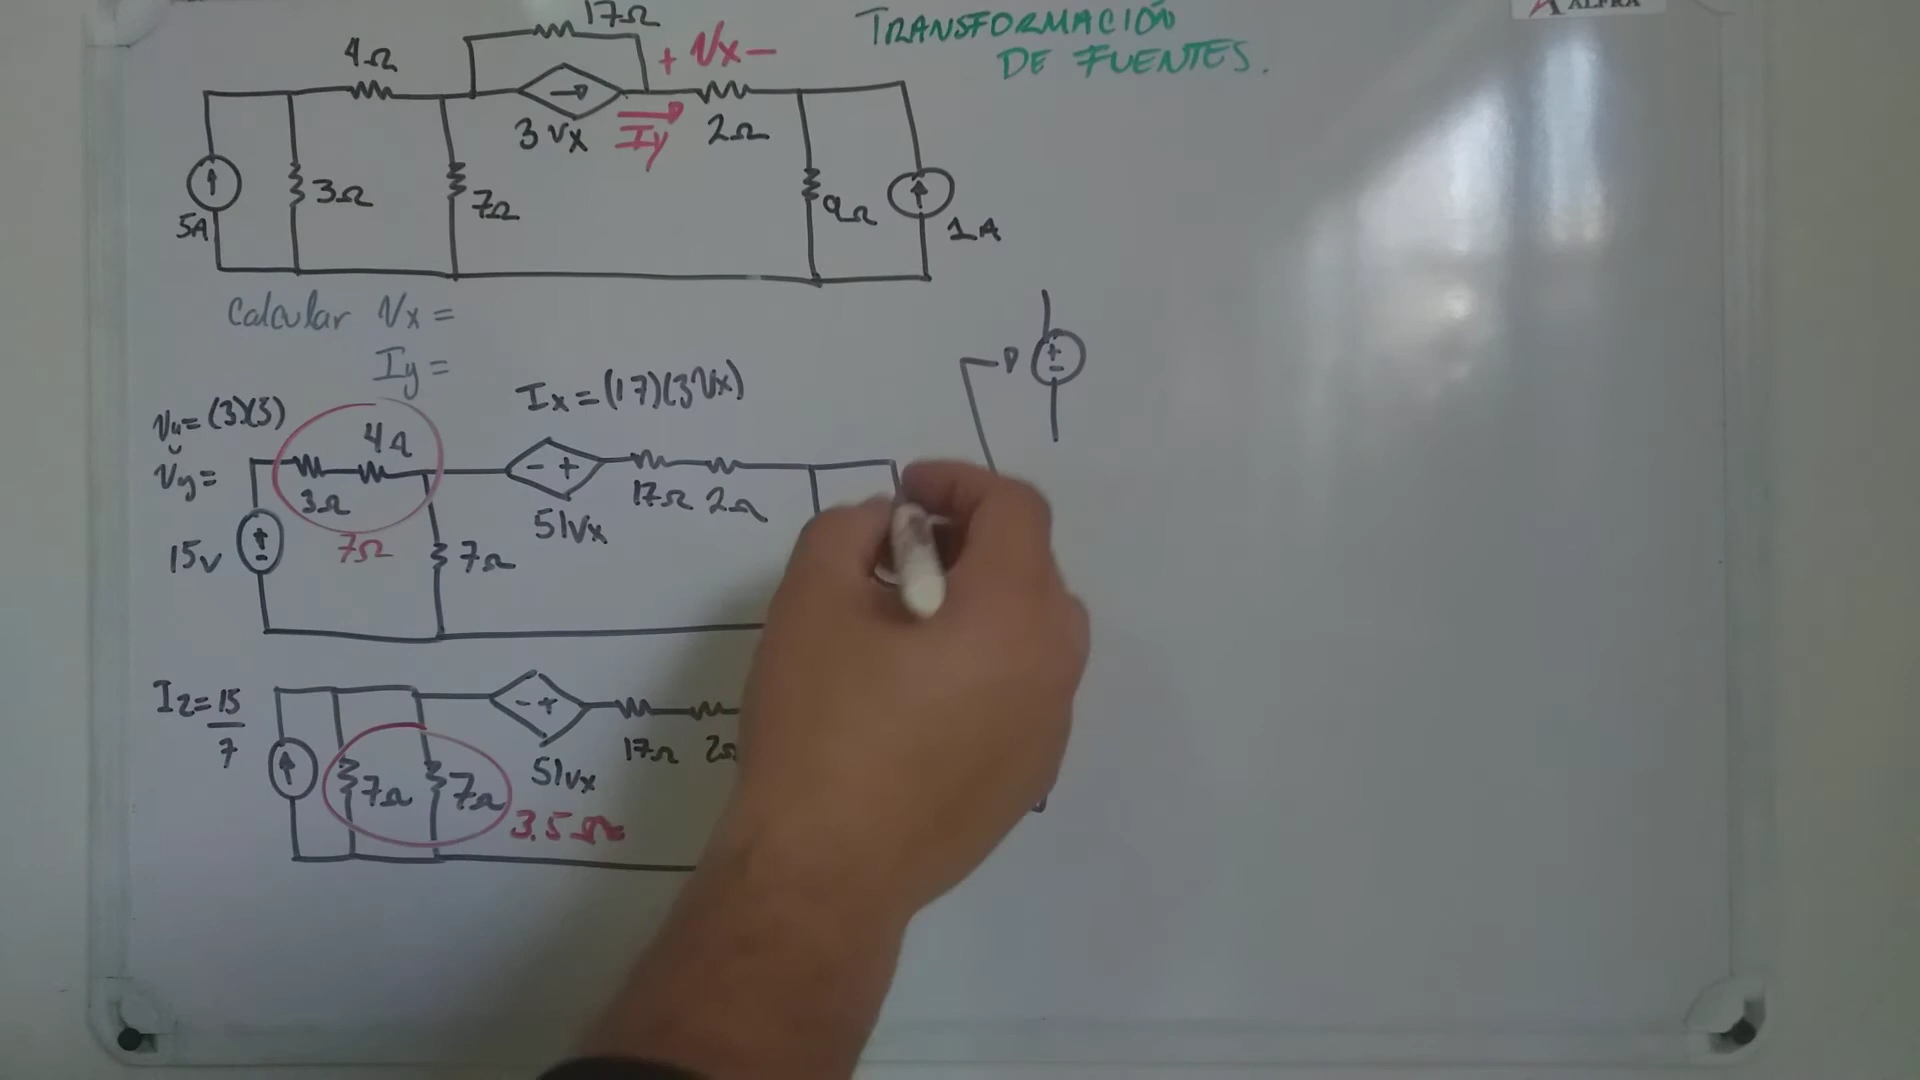 TRANSFORMACIÓN
DE FUENTES.
ALFRA
17Ω
4Ω
+ Vx −
3Vx
Iy
2Ω
5A
3Ω
7Ω
9Ω
1A
Calcular Vx =
Iy =
Ix = (17)(3Vx)
= (3)(5)
Vy =
4Ω
3Ω
7Ω
15V
7Ω
- +
51Vx
17Ω 2Ω
+
-
Iz = 15
7
7Ω
7Ω
3.5Ω
- +
51Vx
17Ω 2Ω